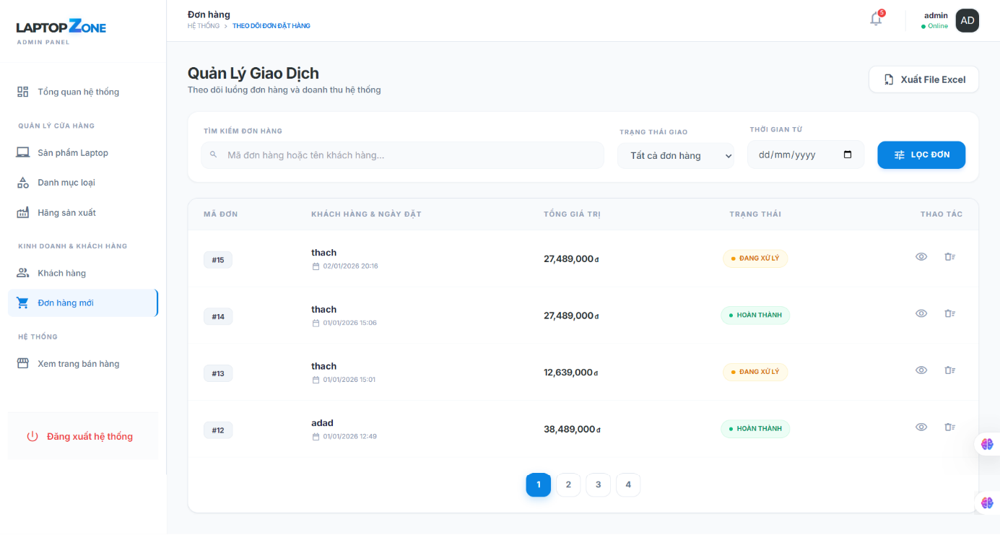 LAPTOPZONE
ADMIN PANEL
Tổng quan hệ thống
QUẢN LÝ CỬA HÀNG
Sản phẩm Laptop
Danh mục loại
Hãng sản xuất
KINH DOANH & KHÁCH HÀNG
Khách hàng
Đơn hàng mới
HỆ THỐNG
Xem trang bán hàng
Đăng xuất hệ thống
Đơn hàng
HỆ THỐNG > THEO DÕI ĐƠN ĐẶT HÀNG
5
admin
Online
AD
Quản Lý Giao Dịch
Theo dõi luồng đơn hàng và doanh thu hệ thống
Xuất File Excel
TÌM KIẾM ĐƠN HÀNG
Mã đơn hàng hoặc tên khách hàng...
TRẠNG THÁI GIAO
Tất cả đơn hàng
THỜI GIAN TỪ
dd/mm/yyyy
LỌC ĐƠN
MÃ ĐƠN KHÁCH HÀNG & NGÀY ĐẶT TỔNG GIÁ TRỊ TRẠNG THÁI THAO TÁC
#15 thach 27,489,000đ ĐANG XỬ LÝ
02/01/2026 20:16
#14 thach 27,489,000đ HOÀN THÀNH
01/01/2026 15:06
#13 thach 12,639,000đ ĐANG XỬ LÝ
01/01/2026 15:01
#12 adad 38,489,000đ HOÀN THÀNH
01/01/2026 12:49
1 2 3 4